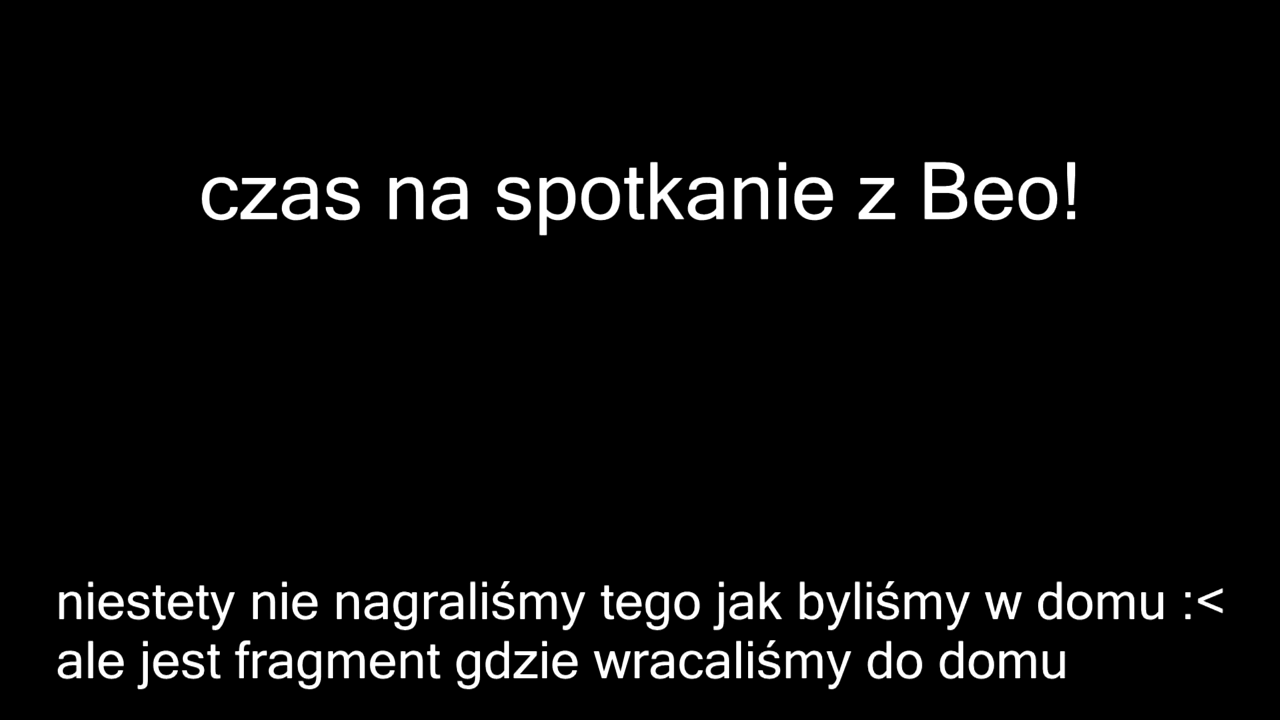 czas na spotkanie z Beo!
niestety nie nagraliśmy tego jak byliśmy w domu :<
ale jest fragment gdzie wracaliśmy do domu